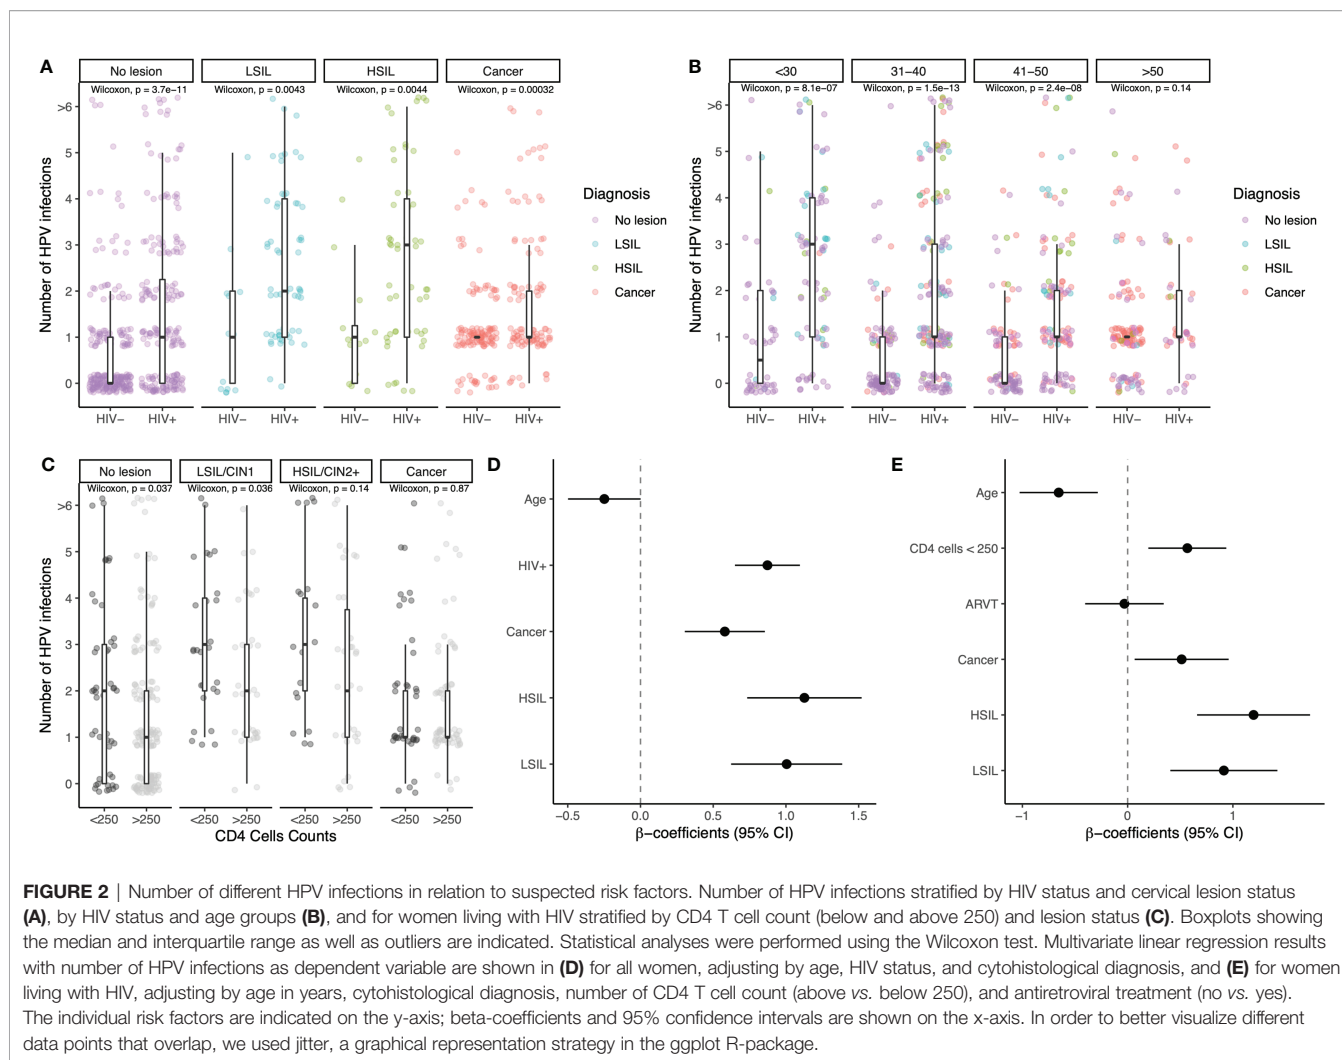 A
No lesion LSIL HSIL Cancer
Wilcoxon, p = 3.7e−11 Wilcoxon, p = 0.0043 Wilcoxon, p = 0.0044 Wilcoxon, p = 0.00032
Number of HPV infections
>6
5
4
3
2
1
0
HIV− HIV+ HIV− HIV+ HIV− HIV+ HIV− HIV+
Diagnosis
No lesion
LSIL
HSIL
Cancer
B
<30 31−40 41−50 >50
Wilcoxon, p = 8.1e−07 Wilcoxon, p = 1.5e−13 Wilcoxon, p = 2.4e−08 Wilcoxon, p = 0.14
Number of HPV infections
>6
5
4
3
2
1
0
HIV− HIV+ HIV− HIV+ HIV− HIV+ HIV− HIV+
Diagnosis
No lesion
LSIL
HSIL
Cancer
C
No lesion LSIL/CIN1 HSIL/CIN2+ Cancer
Wilcoxon, p = 0.037 Wilcoxon, p = 0.036 Wilcoxon, p = 0.14 Wilcoxon, p = 0.87
Number of HPV infections
>6
5
4
3
2
1
0
<250 >250 <250 >250 <250 >250 <250 >250
CD4 Cells Counts
D
Age
HIV+
Cancer
HSIL
LSIL
−0.5 0.0 0.5 1.0 1.5
β−coefficients (95% CI)
E
Age
CD4 cells < 250
ARVT
Cancer
HSIL
LSIL
−1 0 1
β−coefficients (95% CI)
FIGURE 2 | Number of different HPV infections in relation to suspected risk factors. Number of HPV infections stratified by HIV status and cervical lesion status
(A), by HIV status and age groups (B), and for women living with HIV stratified by CD4 T cell count (below and above 250) and lesion status (C). Boxplots showing
the median and interquartile range as well as outliers are indicated. Statistical analyses were performed using the Wilcoxon test. Multivariate linear regression results
with number of HPV infections as dependent variable are shown in (D) for all women, adjusting by age, HIV status, and cytohistological diagnosis, and (E) for women
living with HIV, adjusting by age in years, cytohistological diagnosis, number of CD4 T cell count (above vs. below 250), and antiretroviral treatment (no vs. yes).
The individual risk factors are indicated on the y-axis; beta-coefficients and 95% confidence intervals are shown on the x-axis. In order to better visualize different
data points that overlap, we used jitter, a graphical representation strategy in the ggplot R-package.